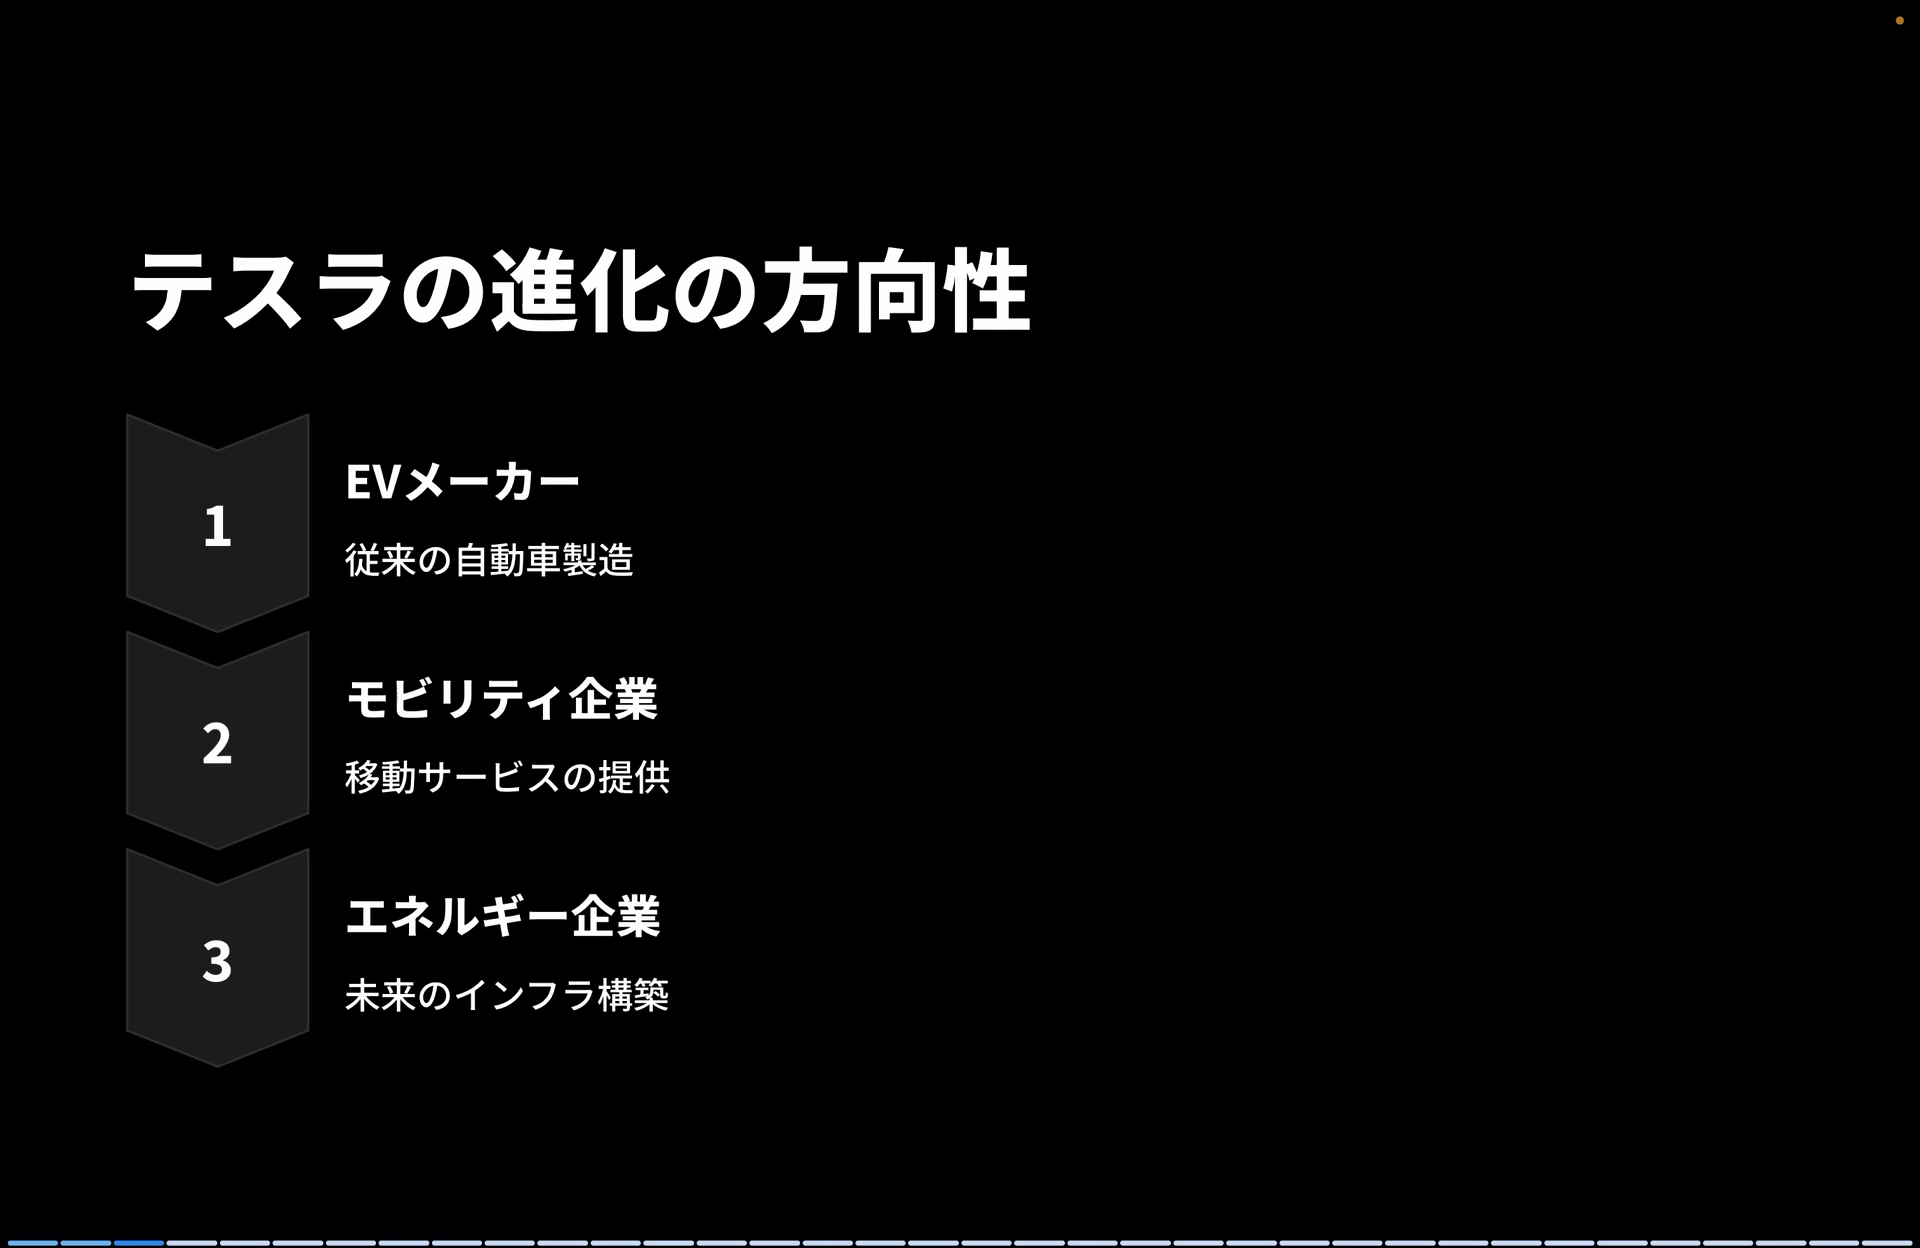 テスラの進化の方向性
1
EVメーカー
従来の自動車製造
2
モビリティ企業
移動サービスの提供
3
エネルギー企業
未来のインフラ構築